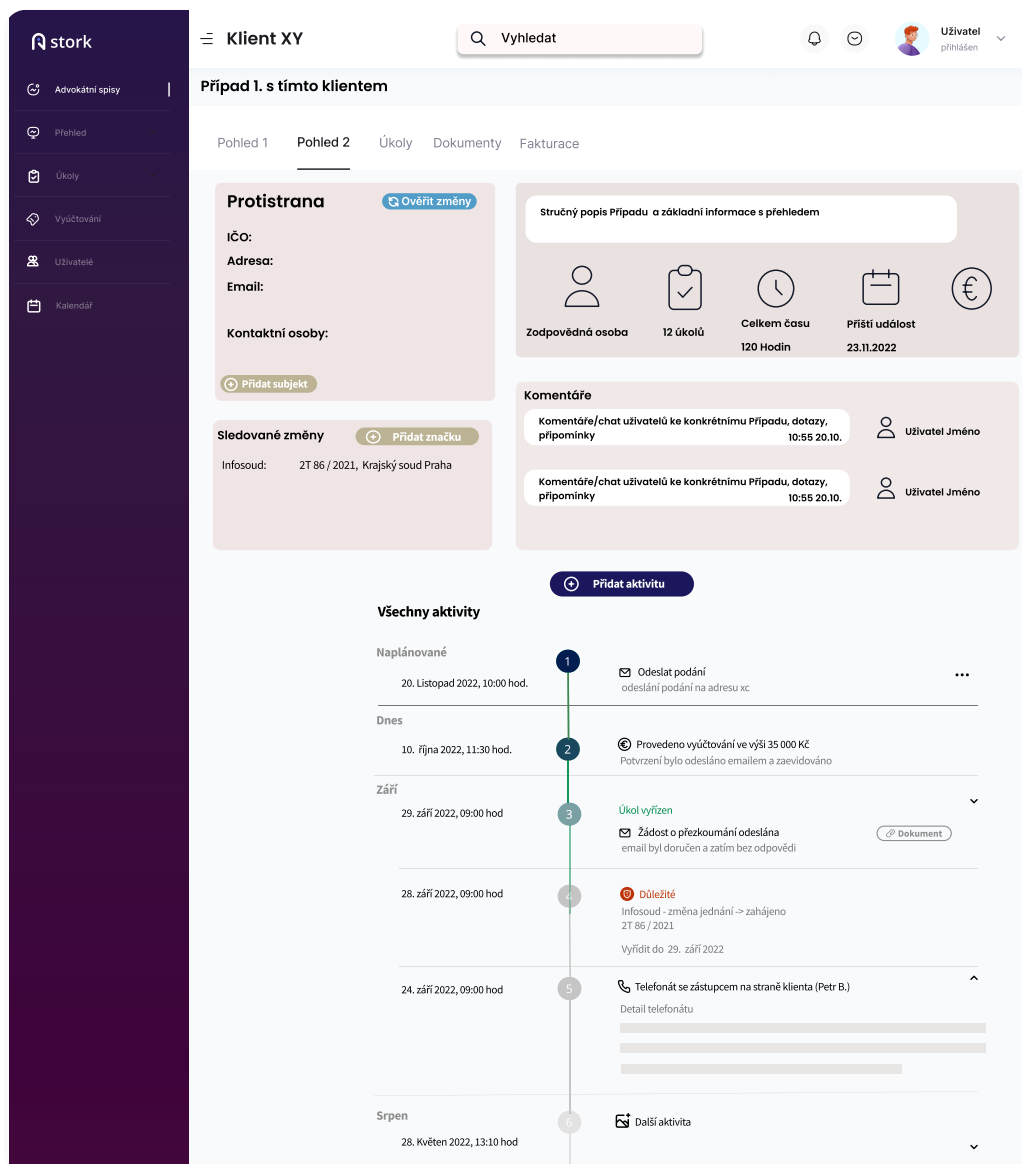 stork
Klient XY
Vyhledat
Uživatel
přihlášen
Advokátní spisy
Přehled
Úkoly
Vyúčtování
Uživatelé
Kalendář
Případ 1. s tímto klientem
Pohled 1
Pohled 2
Úkoly
Dokumenty
Fakturace
Protistrana
Ověřit změny
IČO:
Adresa:
Email:
Kontaktní osoby:
Přidat subjekt
Stručný popis Případu a základní informace s přehledem
Zodpovědná osoba
12 úkolů
Celkem času
120 Hodin
Příští událost
23.11.2022
Sledované změny
Přidat značku
Infosoud:
2T 86 / 2021, Krajský soud Praha
Komentáře
Komentáře/chat uživatelů ke konkrétnímu Případu, dotazy,
připomínky
10:55 20.10.
Uživatel Jméno
Komentáře/chat uživatelů ke konkrétnímu Případu, dotazy,
připomínky
10:55 20.10.
Uživatel Jméno
Přidat aktivitu
Všechny aktivity
Naplánované
20. Listopad 2022, 10:00 hod.
1
Odeslat podání
odeslání podání na adresu xc
Dnes
10. října 2022, 11:30 hod.
2
Provedeno vyúčtování ve výši 35 000 Kč
Potvrzení bylo odesláno emailem a zaevidováno
Září
29. září 2022, 09:00 hod
3
Úkol vyřízen
Žádost o přezkoumání odeslána
email byl doručen a zatím bez odpovědi
Dokument
28. září 2022, 09:00 hod
4
Důležité
Infosoud - změna jednání -> zahájeno
2T 86 / 2021
Vyřídit do 29. září 2022
24. září 2022, 09:00 hod
5
Telefonát se zástupcem na straně klienta (Petr B.)
Detail telefonátu
Srpen
28. Květen 2022, 13:10 hod
6
Další aktivita